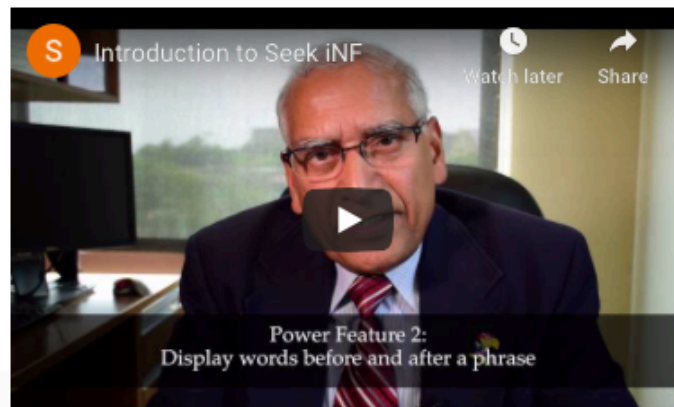 S
Introduction to Seek iNF
Watch later
Share
Power Feature 2:
Display words before and after a phrase